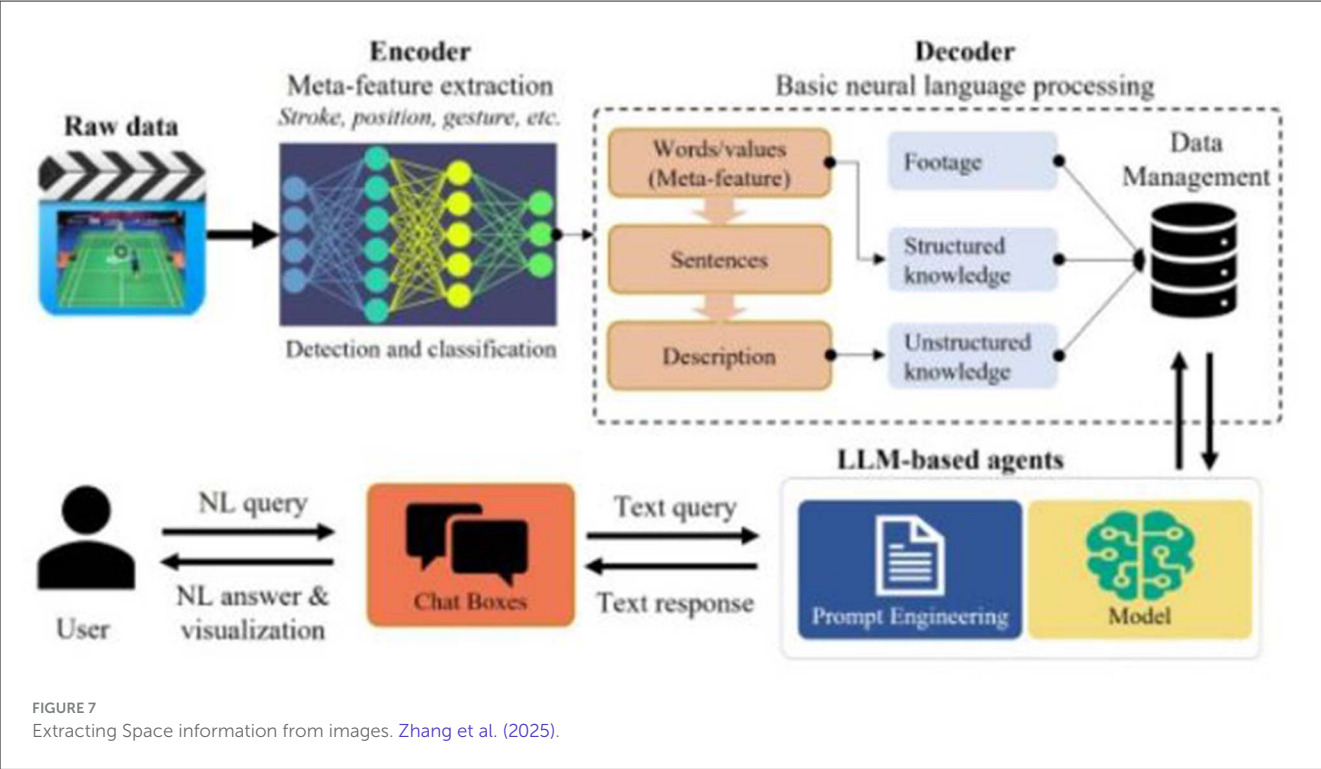 Encoder
Meta-feature extraction
Stroke, position, gesture, etc.
Decoder
Basic neural language processing
Raw data
Detection and classification
Words/values
(Meta-feature)
Sentences
Description
Footage
Structured
knowledge
Unstructured
knowledge
Data
Management
LLM-based agents
User
NL query
NL answer &
visualization
Chat Boxes
Text query
Text response
Prompt Engineering
Model
FIGURE 7
Extracting Space information from images. Zhang et al. (2025).